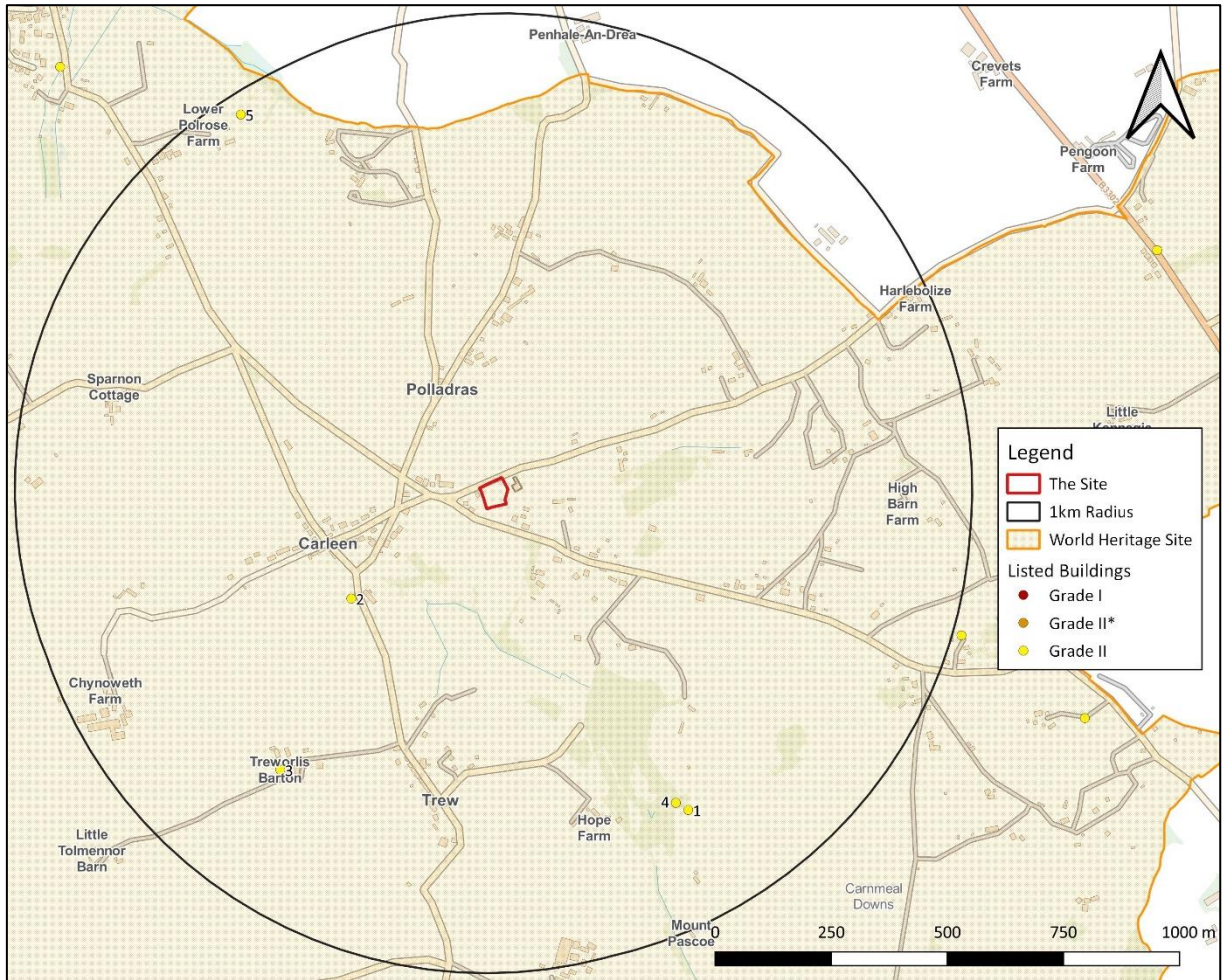 Penhale-An-Drea
Crevets
Farm
Lower
Polrose
Farm
5
Pengoon
Farm
B3302
Harlebolize
Farm
Sparnon
Cottage
Polladras
Little
Legend
The Site
1km Radius
World Heritage Site
Listed Buildings
Grade I
Grade II*
Grade II
High
Barn
Farm
Carleen
2
Chynoweth
Farm
Treworlis
Barton
3
Trew
4
1
Hope
Farm
Little
Tolmennor
Barn
Carnmeal
Downs
Mount
Pascoe
0 250 500 750 1000 m